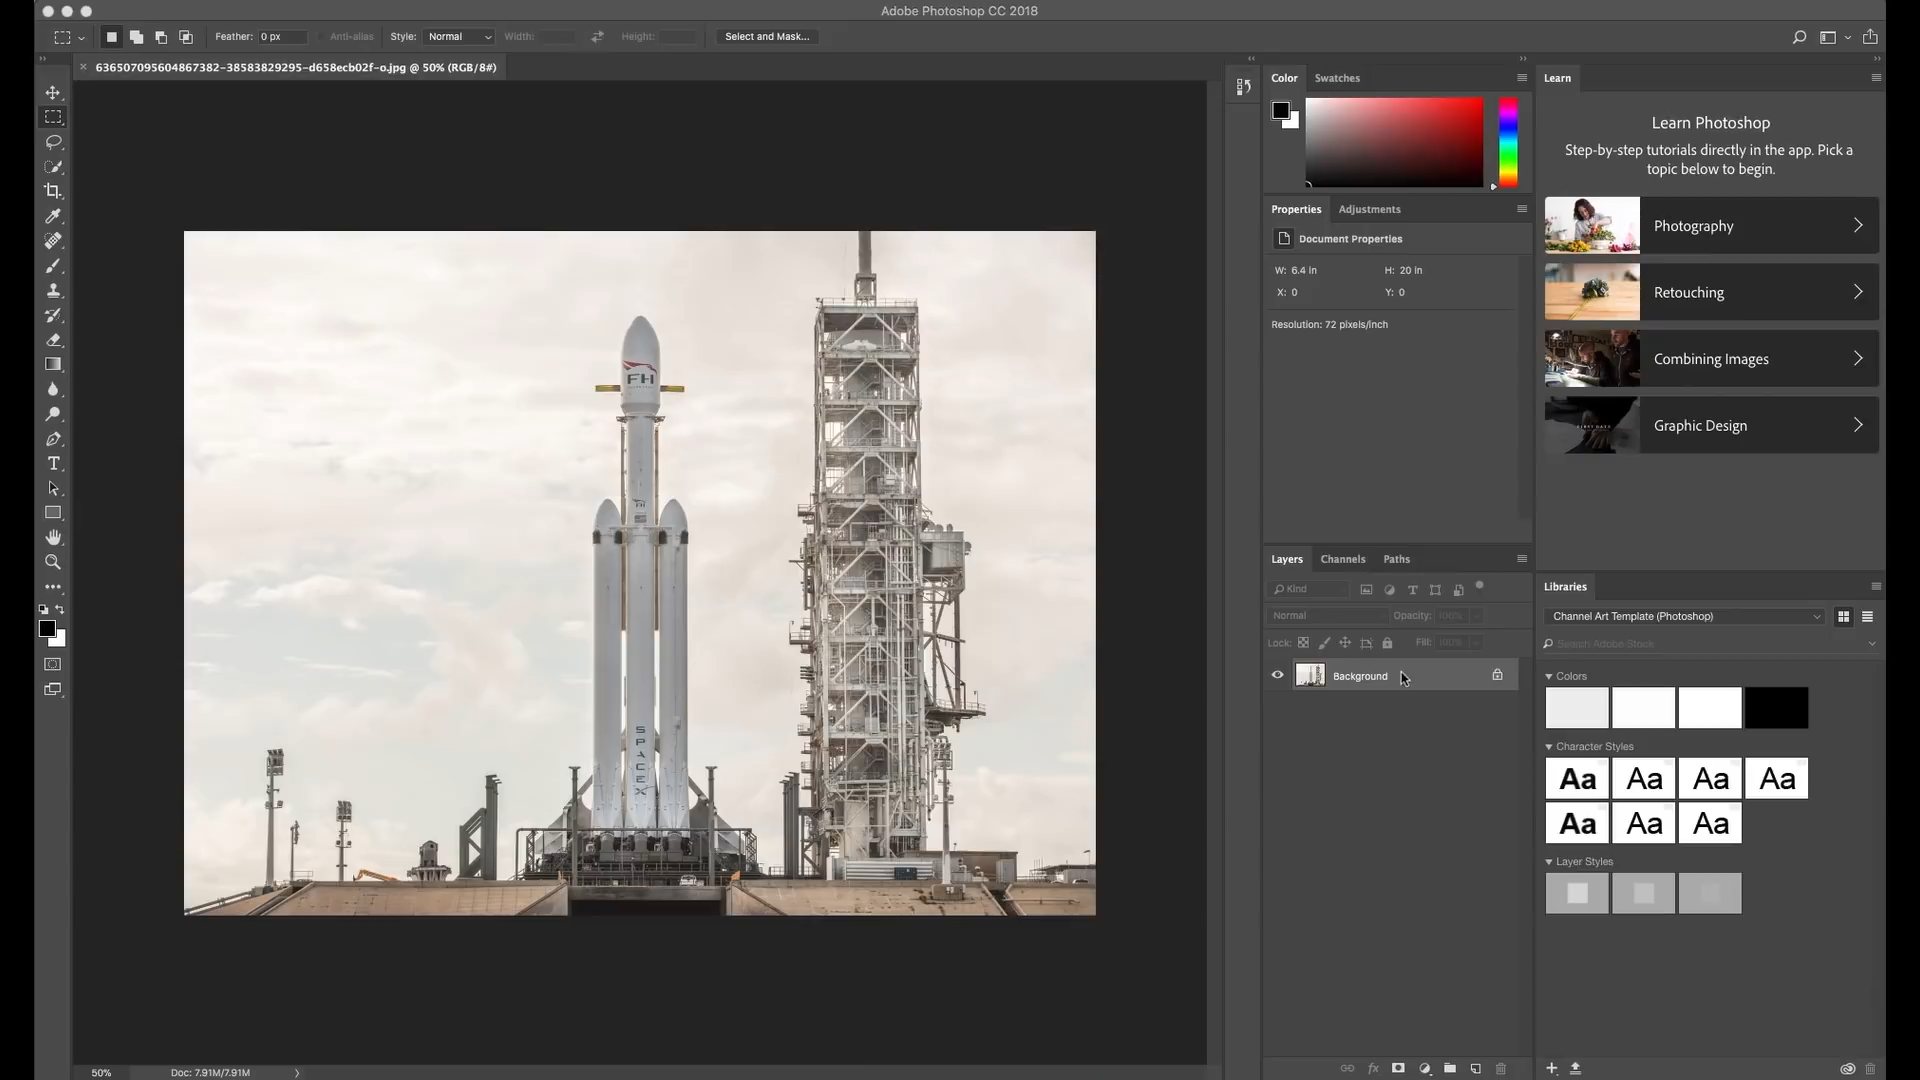 Adobe Photoshop CC 2018
Feather: 0 px
Anti-alias
Style: Normal
Width:
Height:
Select and Mask...
636507095604867382-38583829295-d658ecb02f-o.jpg @ 50% (RGB/8#)
Color
Swatches
Learn
Learn Photoshop
Step-by-step tutorials directly in the app. Pick a
topic below to begin.
Photography
Retouching
Combining Images
Graphic Design
Properties
Adjustments
Document Properties
W: 6.4 in
H: 20 in
X: 0
Y: 0
Resolution: 72 pixels/inch
FH
SPACEX
Layers
Channels
Paths
Kind
Normal
Opacity: 100%
Lock:
Fill: 100%
Background
Libraries
Channel Art Template (Photoshop)
Search Adobe Stock
Colors
Character Styles
Aa Aa Aa Aa
Aa Aa Aa
Layer Styles
50%
Doc: 7.91M/7.91M